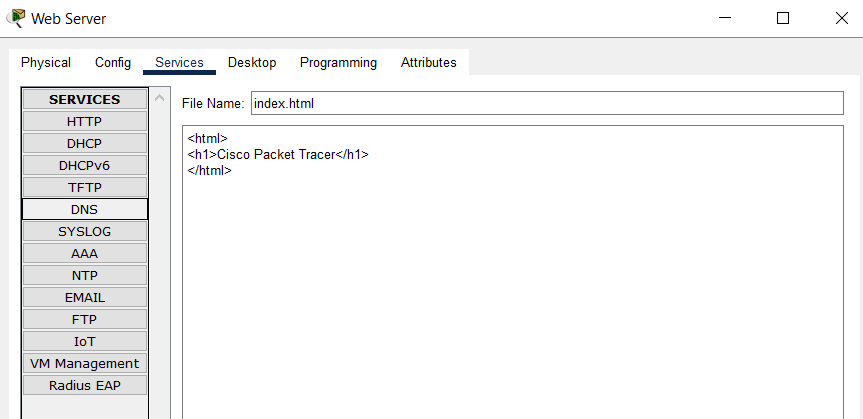 Web Server
Physical Config Services Desktop Programming Attributes
SERVICES
HTTP
DHCP
DHCPv6
TFTP
DNS
SYSLOG
AAA
NTP
EMAIL
FTP
IoT
VM Management
Radius EAP
File Name: index.html
<html>
<h1>Cisco Packet Tracer</h1>
</html>